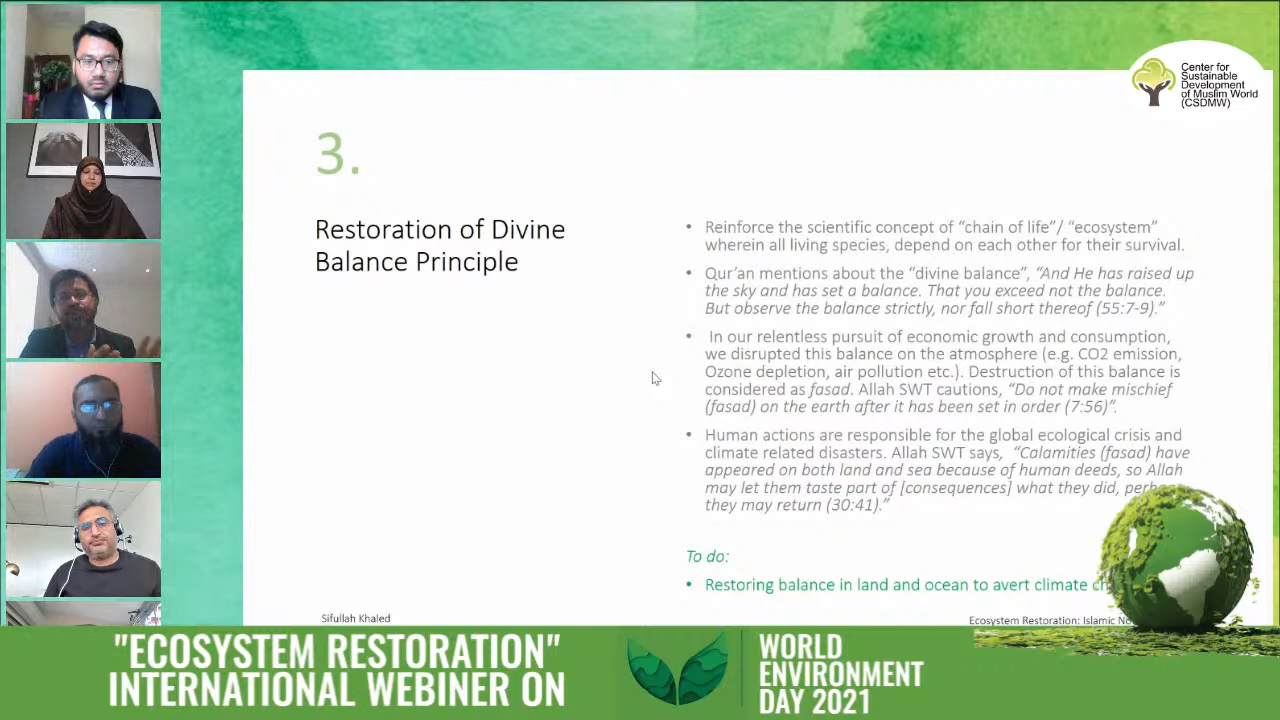 Center for
Sustainable
Development
of Muslim World
(CSDMW)
3.
Restoration of Divine
Balance Principle
• Reinforce the scientific concept of “chain of life”/ “ecosystem”
wherein all living species, depend on each other for their survival.
• Qur’an mentions about the “divine balance”, “And He has raised up
the sky and has set a balance. That you exceed not the balance.
But observe the balance strictly, nor fall short thereof (55:7-9).”
• In our relentless pursuit of economic growth and consumption,
we disrupted this balance on the atmosphere (e.g. CO2 emission,
Ozone depletion, air pollution etc.). Destruction of this balance is
considered as fasad. Allah SWT cautions, “Do not make mischief
(fasad) on the earth after it has been set in order (7:56)”.
• Human actions are responsible for the global ecological crisis and
climate related disasters. Allah SWT says, “Calamities (fasad) have
appeared on both land and sea because of human deeds, so Allah
may let them taste part of [consequences] what they did, perhaps
they may return (30:41).”
To do:
• Restoring balance in land and ocean to avert climate
Sifullah Khaled
Ecosystem Restoration: Islamic
"ECOSYSTEM RESTORATION"
INTERNATIONAL WEBINER ON
WORLD
ENVIRONMENT
DAY 2021